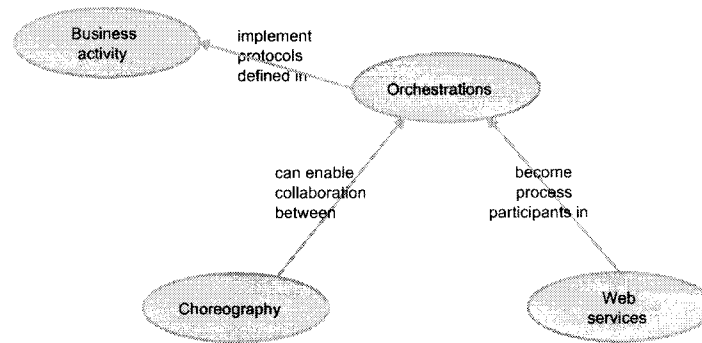 Business
activity
implement
protocols
defined in
Orchestrations
can enable
collaboration
between
become
process
participants in
Choreography
Web
services